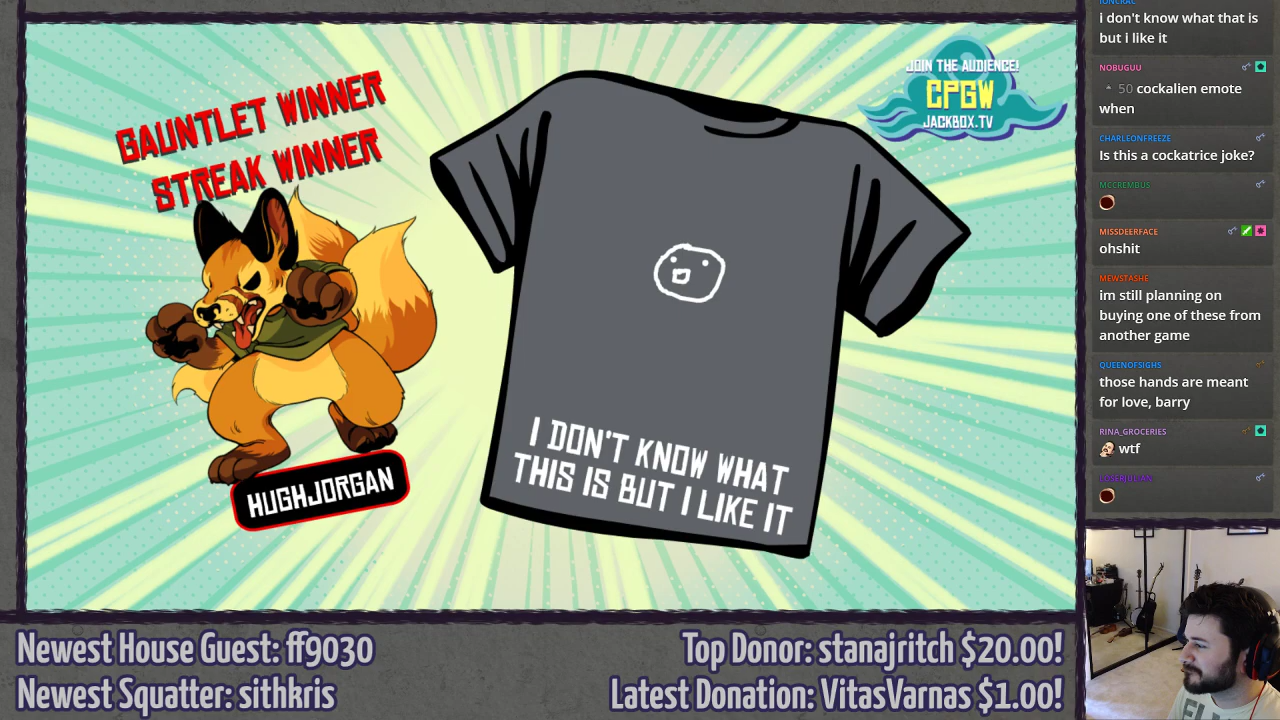 GAUNTLET WINNER
STREAK WINNER
HUGHJORGAN
I DON'T KNOW WHAT
THIS IS BUT I LIKE IT
JOIN THE AUDIENCE!
CPGW
JACKBOX.TV
i don't know what that is
but i like it
NOBUGUU
50 cockalien emote
when
CHARLEONFREEZE
Is this a cockatrice joke?
MCCREMBUS
MISSDEERFACE
ohshit
MEWSTASHE
im still planning on
buying one of these from
another game
QUEENOFSIGHS
those hands are meant
for love, barry
RINA_GROCERIES
wtf
Newest House Guest: ff9030
Newest Squatter: sithkris
Top Donor: stanajritch $20.00!
Latest Donation: VitasVarnas $1.00!